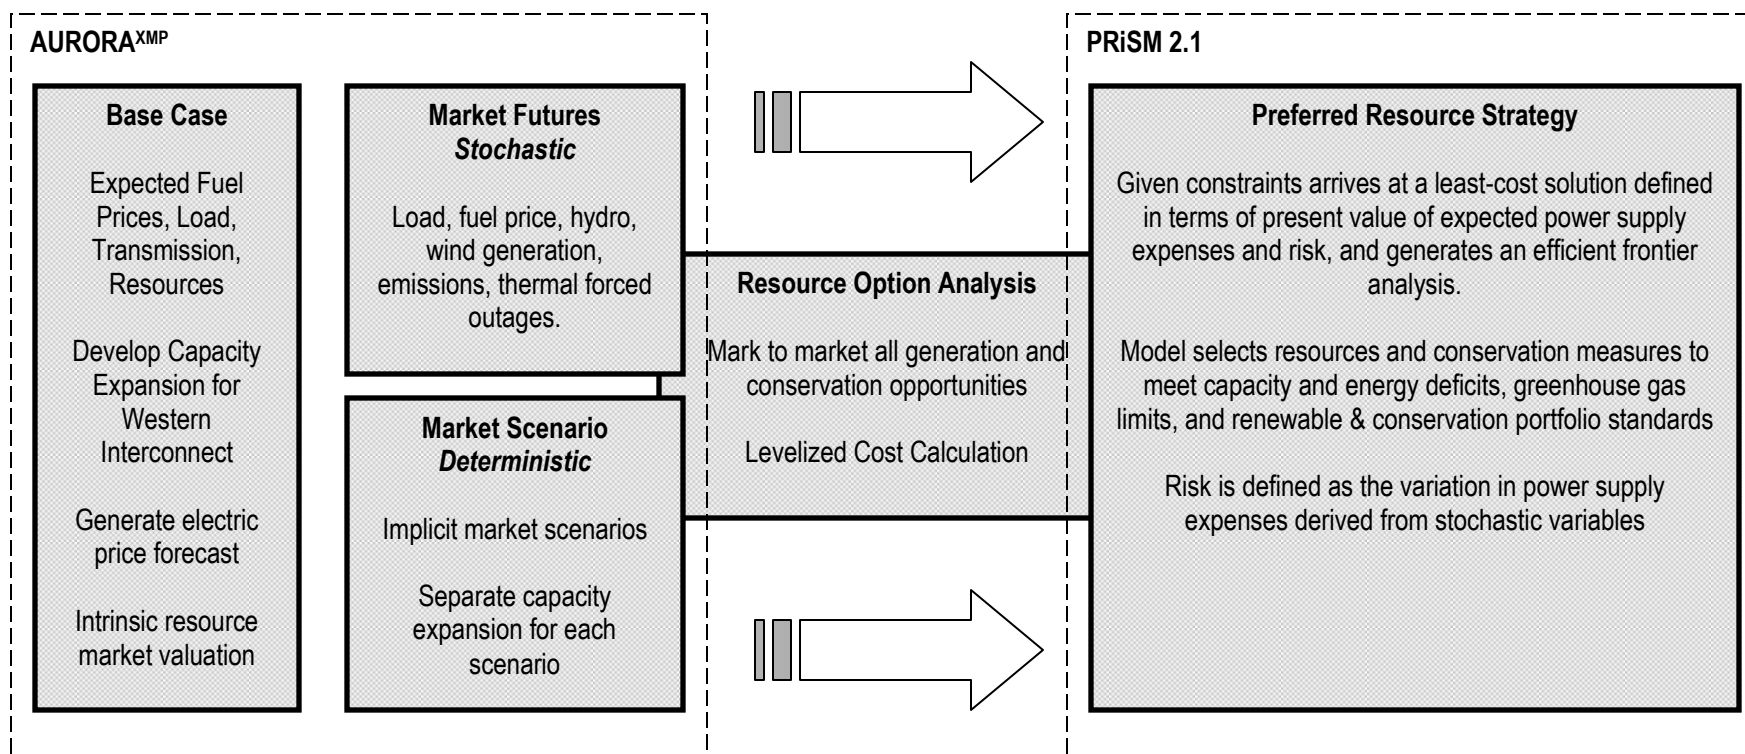 AURORAXMP
Base Case
Expected Fuel
Prices, Load,
Transmission,
Resources
Develop Capacity
Expansion for
Western
Interconnect
Generate electric
price forecast
Intrinsic resource
market valuation
Market Futures
Stochastic
Load, fuel price, hydro,
wind generation,
emissions, thermal forced
outages.
Market Scenario
Deterministic
Implicit market scenarios
Separate capacity
expansion for each
scenario
Resource Option Analysis
Mark to market all generation and
conservation opportunities
Levelized Cost Calculation
PRiSM 2.1
Preferred Resource Strategy
Given constraints arrives at a least-cost solution defined
in terms of present value of expected power supply
expenses and risk, and generates an efficient frontier
analysis.
Model selects resources and conservation measures to
meet capacity and energy deficits, greenhouse gas
limits, and renewable & conservation portfolio standards
Risk is defined as the variation in power supply
expenses derived from stochastic variables